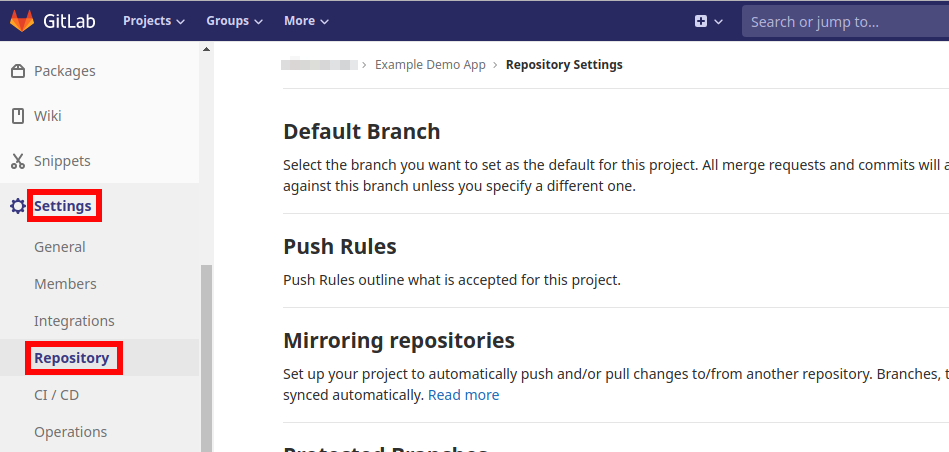 GitLab Projects Groups More Search or jump to...
Packages
Wiki
Snippets
Settings
General
Members
Integrations
Repository
CI / CD
Operations
Example Demo App › Repository Settings
Default Branch
Select the branch you want to set as the default for this project. All merge requests and commits will
against this branch unless you specify a different one.
Push Rules
Push Rules outline what is accepted for this project.
Mirroring repositories
Set up your project to automatically push and/or pull changes to/from another repository. Branches,
synced automatically. Read more
Protected Branches